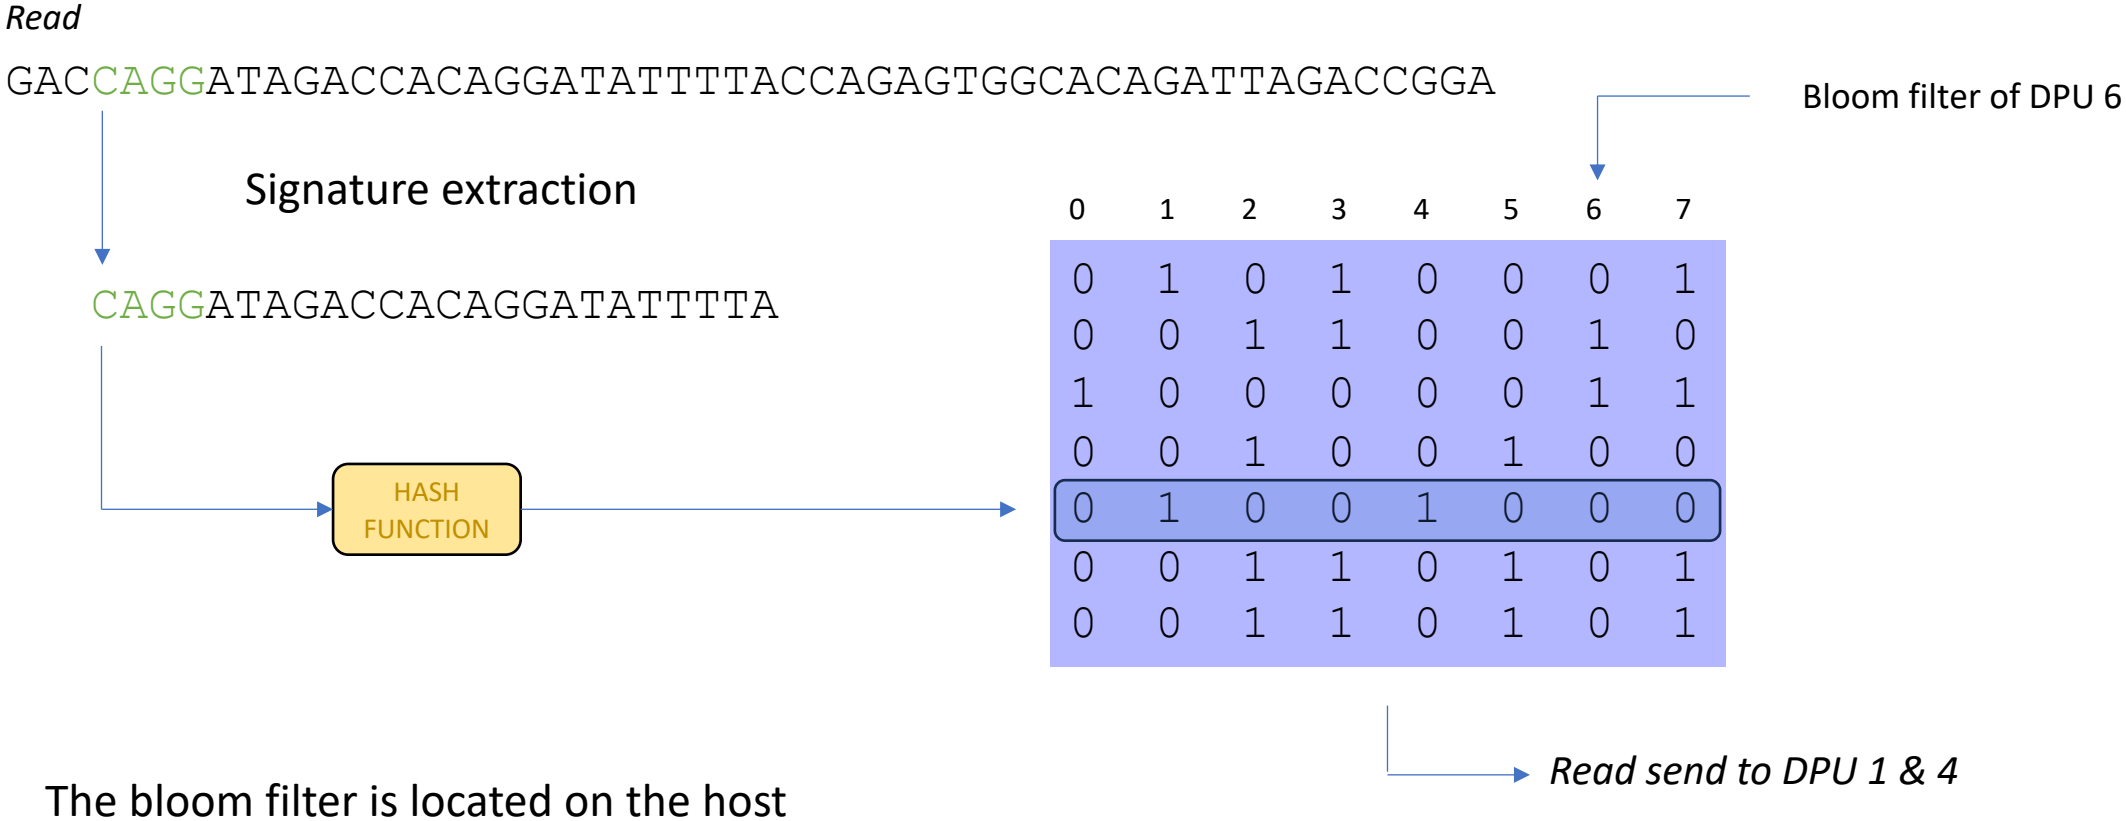 Read
GACCAGGATAGACCACAGGATATTTTACCAGAGTGGCACAGATTAGACCGGA
Bloom filter of DPU 6
Signature extraction
CAGGATAGACCACAGGATATTTTA
HASH
FUNCTION
0 1 2 3 4 5 6 7
0 1 0 1 0 0 0 1
0 0 1 1 0 0 1 0
1 0 0 0 0 0 1 1
0 0 1 0 0 1 0 0
0 1 0 0 1 0 0 0
0 0 1 1 0 1 0 1
0 0 1 1 0 1 0 1
Read send to DPU 1 & 4
The bloom filter is located on the host